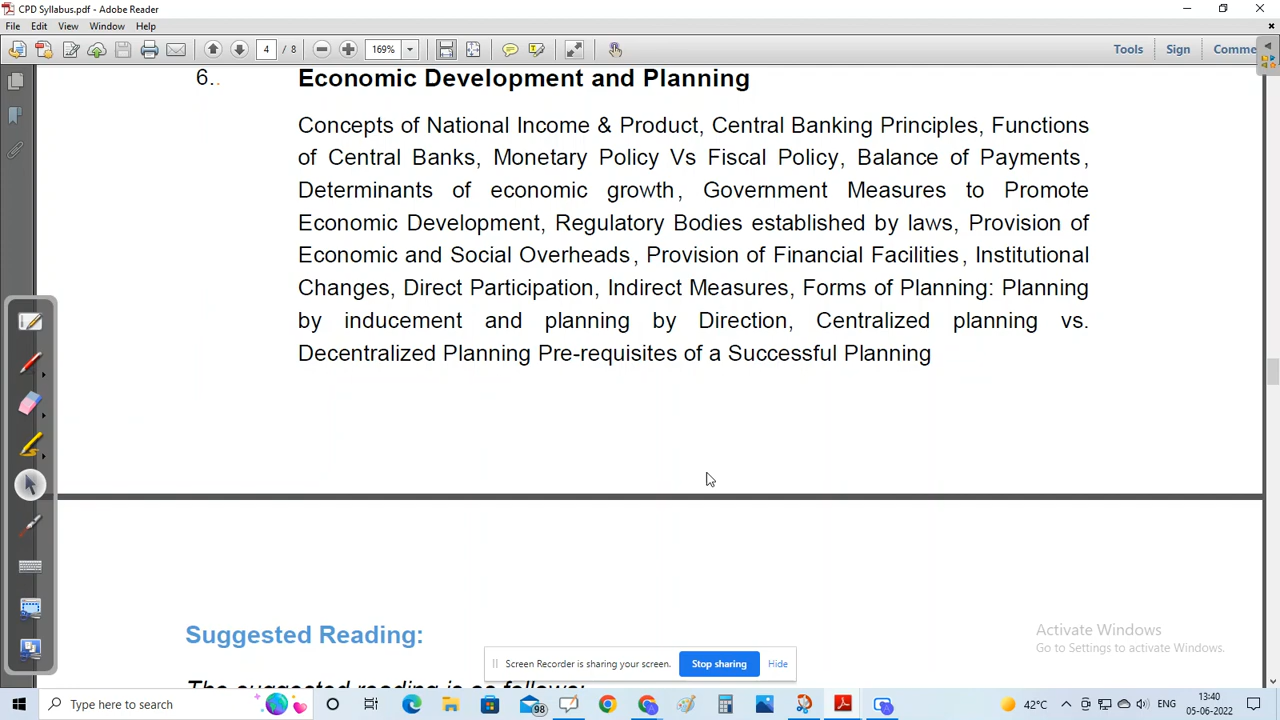 CPD Syllabus.pdf - Adobe Reader
File Edit View Window Help
4 / 8 169% Tools Sign Comme
6..
Economic Development and Planning
Concepts of National Income & Product, Central Banking Principles, Functions
of Central Banks, Monetary Policy Vs Fiscal Policy, Balance of Payments,
Determinants of economic growth, Government Measures to Promote
Economic Development, Regulatory Bodies established by laws, Provision of
Economic and Social Overheads, Provision of Financial Facilities, Institutional
Changes, Direct Participation, Indirect Measures, Forms of Planning: Planning
by inducement and planning by Direction, Centralized planning vs.
Decentralized Planning Pre-requisites of a Successful Planning
Suggested Reading:
Activate Windows
Go to Settings to activate Windows.
Screen Recorder is sharing your screen. Stop sharing Hide
The suggested reading is as follows:
Type here to search
98
42°C ENG
13:40
05-06-2022